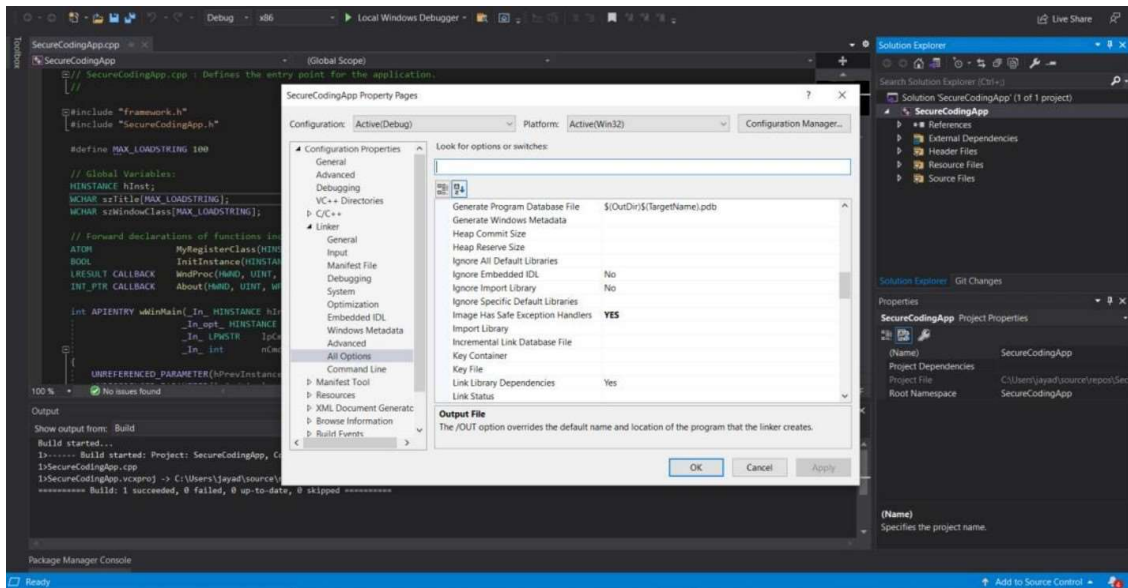 Debug
x86
Local Windows Debugger
Live Share
Toolbox
SecureCodingApp.cpp
SecureCodingApp
(Global Scope)
// SecureCodingApp.cpp : Defines the entry point for the application.
//
#include "framework.h"
#include "SecureCodingApp.h"
#define MAX_LOADSTRING 100
// Global Variables:
HINSTANCE hInst;
WCHAR szTitle[MAX_LOADSTRING];
WCHAR szWindowClass[MAX_LOADSTRING];
// Forward declarations of functions inc
ATOM MyRegisterClass(HINS
BOOL InitInstance(HINSTAN
LRESULT CALLBACK WndProc(HWND, UINT,
INT_PTR CALLBACK About(HWND, UINT, WP
int APIENTRY wWinMain(_In_ HINSTANCE hIn
_In_opt_ HINSTANCE
_In_ LPWSTR lpCm
_In_ int nCmd
{
UNREFERENCED_PARAMETER(hPrevInstance
100 %
No issues found
SecureCodingApp Property Pages
? X
Configuration: Active(Debug)
Platform: Active(Win32)
Configuration Manager...
Configuration Properties
General
Advanced
Debugging
VC++ Directories
C/C++
Linker
General
Input
Manifest File
Debugging
System
Optimization
Embedded IDL
Windows Metadata
Advanced
All Options
Command Line
Manifest Tool
Resources
XML Document Generatc
Browse Information
Build Events
Look for options or switches:
Generate Program Database File $(OutDir)$(TargetName).pdb
Generate Windows Metadata
Heap Commit Size
Heap Reserve Size
Ignore All Default Libraries
Ignore Embedded IDL No
Ignore Import Library No
Ignore Specific Default Libraries
Image Has Safe Exception Handlers YES
Import Library
Incremental Link Database File
Key Container
Key File
Link Library Dependencies Yes
Link Status
Output File
The /OUT option overrides the default name and location of the program that the linker creates.
OK
Cancel
Apply
Output
Show output from: Build
Build started...
1>------ Build started: Project: SecureCodingApp, Co
1>SecureCodingApp.cpp
1>SecureCodingApp.vcxproj -> C:\Users\jayad\source\r
========== Build: 1 succeeded, 0 failed, 0 up-to-date, 0 skipped ==========
Package Manager Console
Ready
Add to Source Control
Solution Explorer
Search Solution Explorer (Ctrl+;)
Solution 'SecureCodingApp' (1 of 1 project)
SecureCodingApp
References
External Dependencies
Header Files
Resource Files
Source Files
Solution Explorer
Git Changes
Properties
SecureCodingApp Project Properties
(Name) SecureCodingApp
Project Dependencies
Project File C:\Users\jayad\source\repos\Sec
Root Namespace SecureCodingApp
(Name)
Specifies the project name.